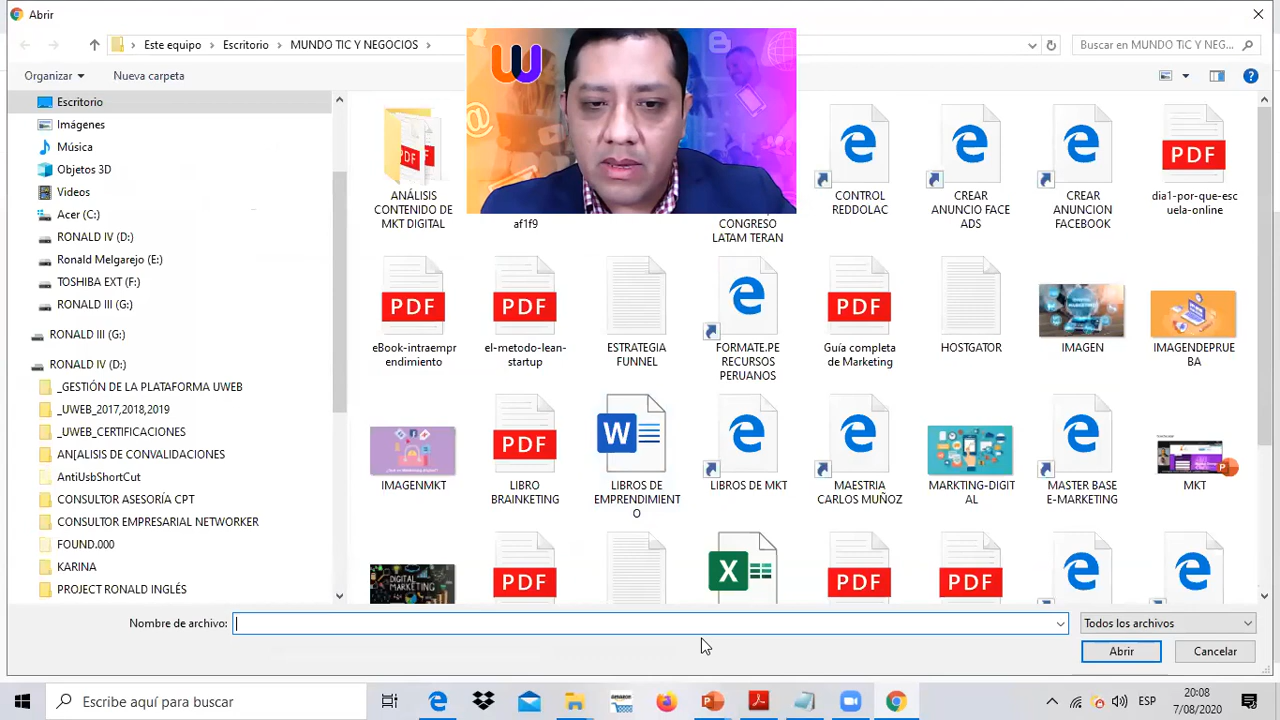 Abrir
Este equipo > Escritorio > MUNDO TIC Y NEGOCIOS >
Buscar en MUNDO TIC Y NEG...
Organizar
Nueva carpeta
Escritorio
Imágenes
Música
Objetos 3D
Videos
Acer (C:)
RONALD IV (D:)
Ronald Melgarejo (E:)
TOSHIBA EXT (F:)
RONALD III (G:)
RONALD III (G:)
RONALD IV (D:)
_GESTIÓN DE LA PLATAFORMA UWEB
_UWEB_2017,2018,2019
_UWEB_CERTIFICACIONES
AN[ALISIS DE CONVALIDACIONES
AntiUsbShortCut
CONSULTOR ASESORÍA CPT
CONSULTOR EMPRESARIAL NETWORKER
FOUND.000
KARINA
PROJECT RONALD INGLÉS
PDF
PDF
ANÁLISIS
CONTENIDO DE
MKT DIGITAL
af1f9
CONGRESO
LATAM TERAN
CONTROL
REDDOLAC
CREAR
ANUNCIO FACE
ADS
CREAR
ANUNCION
FACEBOOK
dia1-por-que-esc
uela-online
PDF
PDF
PDF
eBook-intraempr
endimiento
el-metodo-lean-
startup
ESTRATEGIA
FUNNEL
FORMATE.PE
RECURSOS
PERUANOS
Guía completa
de Marketing
HOSTGATOR
IMAGEN
IMAGENDEPRUE
BA
PDF
W
IMAGENMKT
LIBRO
BRAINKETING
LIBROS DE
EMPRENDIMIENT
O
LIBROS DE MKT
MAESTRIA
CARLOS MUÑOZ
MARKTING-DIGIT
AL
MASTER BASE
E-MARKETING
MKT
DIGITAL
MARKETING
PDF
X
PDF
PDF
Nombre de archivo:
Todos los archivos
Abrir
Cancelar
Escribe aquí para buscar
ESP
20:08
7/08/2020